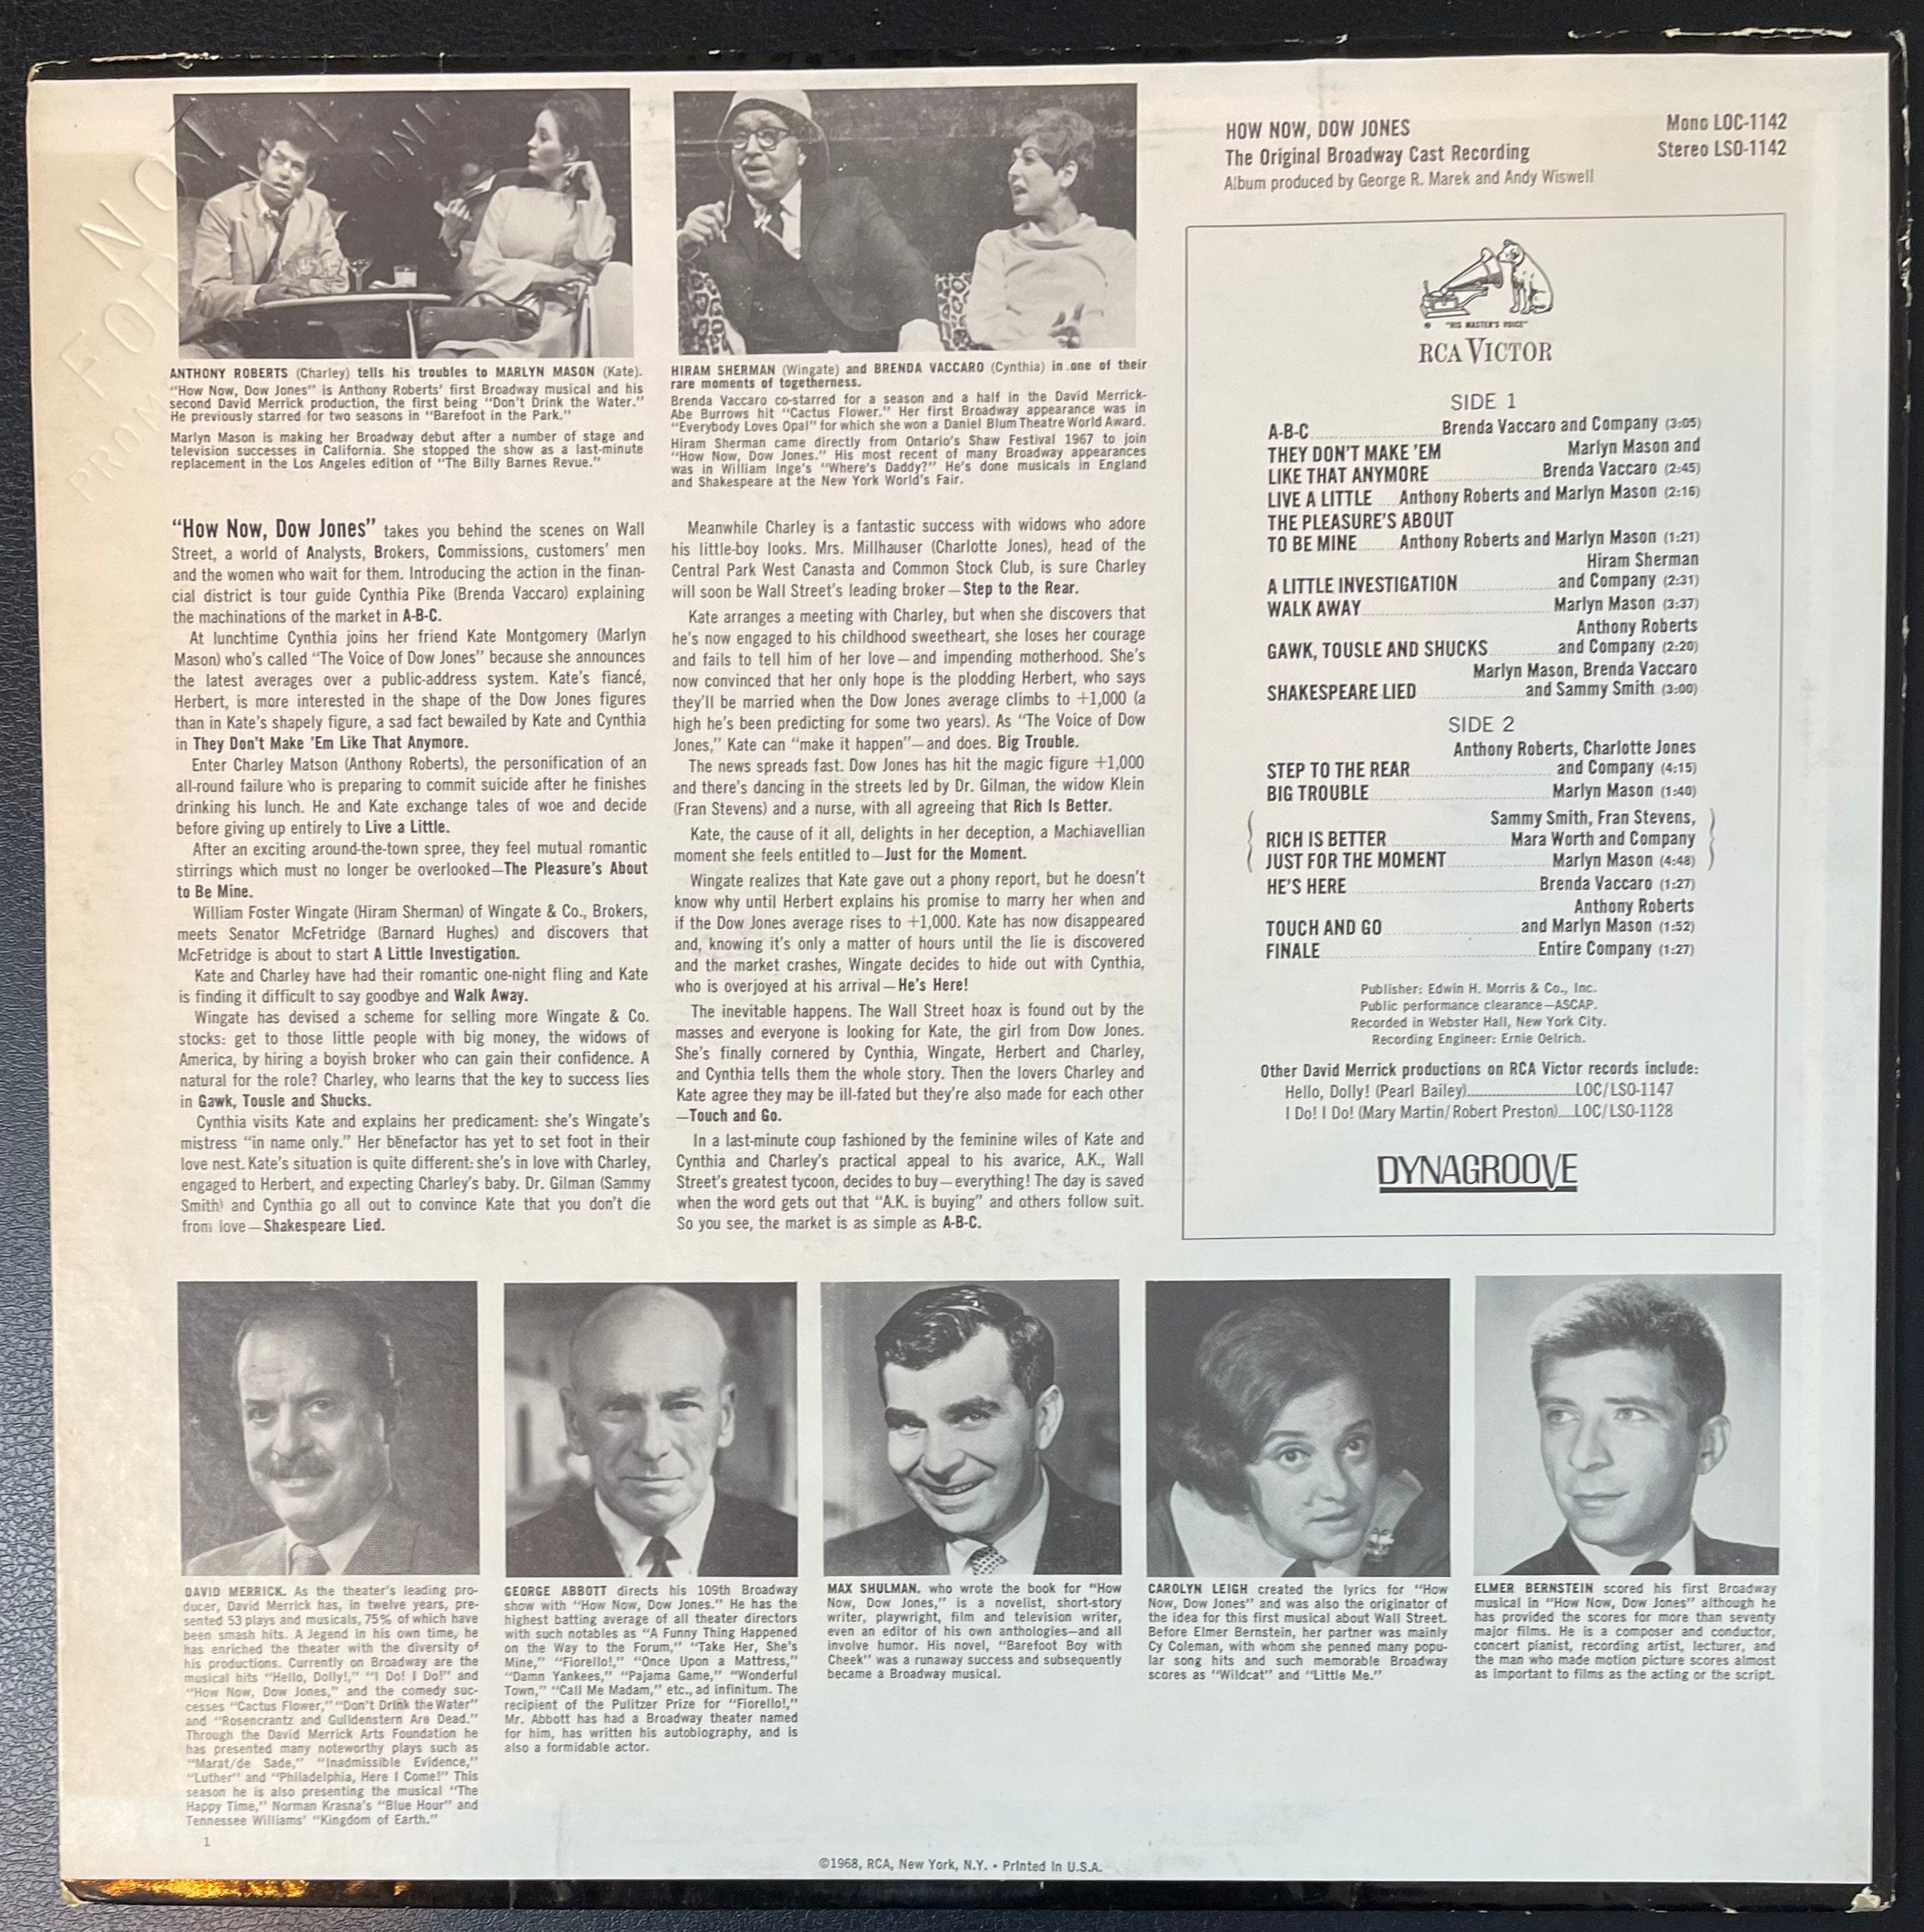 NOT
FOR
PROM
ONL
ANTHONY ROBERTS (Charley) tells his troubles to MARLYN MASON (Kate).
"How Now, Dow Jones" is Anthony Roberts' first Broadway musical and his
second David Merrick production, the first being "Don't Drink the Water."
He previously starred for two seasons in "Barefoot in the Park."
Marlyn Mason is making her Broadway debut after a number of stage and
television successes in California. She stopped the show as a last-minute
replacement in the Los Angeles edition of "The Billy Barnes Revue."
HIRAM SHERMAN (Wingate) and BRENDA VACCARO (Cynthia) in one of their
rare moments of togetherness.
Brenda Vaccaro co-starred for a season and a half in the David Merrick-
Abe Burrows hit "Cactus Flower." Her first Broadway appearance was in
"Everybody Loves Opal" for which she won a Daniel Blum Theatre World Award.
Hiram Sherman came directly from Ontario's Shaw Festival 1967 to join
"How Now, Dow Jones." His most recent of many Broadway appearances
was in William Inge's "Where's Daddy?" He's done musicals in England
and Shakespeare at the New York World's Fair.
"How Now, Dow Jones" takes you behind the scenes on Wall
Street, a world of Analysts, Brokers, Commissions, customers' men
and the women who wait for them. Introducing the action in the finan-
cial district is tour guide Cynthia Pike (Brenda Vaccaro) explaining
the machinations of the market in A-B-C.
At lunchtime Cynthia joins her friend Kate Montgomery (Marlyn
Mason) who's called "The Voice of Dow Jones" because she announces
the latest averages over a public-address system. Kate's fiancé,
Herbert, is more interested in the shape of the Dow Jones figures
than in Kate's shapely figure, a sad fact bewailed by Kate and Cynthia
in They Don't Make 'Em Like That Anymore.
Enter Charley Matson (Anthony Roberts), the personification of an
all-round failure who is preparing to commit suicide after he finishes
drinking his lunch. He and Kate exchange tales of woe and decide
before giving up entirely to Live a Little.
After an exciting around-the-town spree, they feel mutual romantic
stirrings which must no longer be overlooked—The Pleasure's About
to Be Mine.
William Foster Wingate (Hiram Sherman) of Wingate & Co., Brokers,
meets Senator McFetridge (Barnard Hughes) and discovers that
McFetridge is about to start A Little Investigation.
Kate and Charley have had their romantic one-night fling and Kate
is finding it difficult to say goodbye and Walk Away.
Wingate has devised a scheme for selling more Wingate & Co.
stocks: get to those little people with big money, the widows of
America, by hiring a boyish broker who can gain their confidence. A
natural for the role? Charley, who learns that the key to success lies
in Gawk, Tousle and Shucks.
Cynthia visits Kate and explains her predicament: she's Wingate's
mistress "in name only." Her benefactor has yet to set foot in their
love nest. Kate's situation is quite different: she's in love with Charley,
engaged to Herbert, and expecting Charley's baby. Dr. Gilman (Sammy
Smith) and Cynthia go all out to convince Kate that you don't die
from love—Shakespeare Lied.
Meanwhile Charley is a fantastic success with widows who adore
his little-boy looks. Mrs. Millhauser (Charlotte Jones), head of the
Central Park West Canasta and Common Stock Club, is sure Charley
will soon be Wall Street's leading broker—Step to the Rear.
Kate arranges a meeting with Charley, but when she discovers that
he's now engaged to his childhood sweetheart, she loses her courage
and fails to tell him of her love—and impending motherhood. She's
now convinced that her only hope is the plodding Herbert, who says
they'll be married when the Dow Jones average climbs to +1,000 (a
high he's been predicting for some two years). As "The Voice of Dow
Jones," Kate can "make it happen"—and does. Big Trouble.
The news spreads fast. Dow Jones has hit the magic figure +1,000
and there's dancing in the streets led by Dr. Gilman, the widow Klein
(Fran Stevens) and a nurse, with all agreeing that Rich Is Better.
Kate, the cause of it all, delights in her deception, a Machiavellian
moment she feels entitled to—Just for the Moment.
Wingate realizes that Kate gave out a phony report, but he doesn't
know why until Herbert explains his promise to marry her when and
if the Dow Jones average rises to +1,000. Kate has now disappeared
and, knowing it's only a matter of hours until the lie is discovered
and the market crashes, Wingate decides to hide out with Cynthia,
who is overjoyed at his arrival—He's Here!
The inevitable happens. The Wall Street hoax is found out by the
masses and everyone is looking for Kate, the girl from Dow Jones.
She's finally cornered by Cynthia, Wingate, Herbert and Charley,
and Cynthia tells them the whole story. Then the lovers Charley and
Kate agree they may be ill-fated but they're also made for each other
—Touch and Go.
In a last-minute coup fashioned by the feminine wiles of Kate and
Cynthia and Charley's practical appeal to his avarice, A.K., Wall
Street's greatest tycoon, decides to buy—everything! The day is saved
when the word gets out that "A.K. is buying" and others follow suit.
So you see, the market is as simple as A-B-C.
HOW NOW, DOW JONES
The Original Broadway Cast Recording
Album produced by George R. Marek and Andy Wiswell
Mono LOC-1142
Stereo LSO-1142
"HIS MASTER'S VOICE"
RCA VICTOR
SIDE 1
A-B-C Brenda Vaccaro and Company (3:05)
THEY DON'T MAKE 'EM Marlyn Mason and
LIKE THAT ANYMORE Brenda Vaccaro (2:45)
LIVE A LITTLE Anthony Roberts and Marlyn Mason (2:16)
THE PLEASURE'S ABOUT
TO BE MINE Anthony Roberts and Marlyn Mason (1:21)
Hiram Sherman
A LITTLE INVESTIGATION and Company (2:31)
WALK AWAY Marlyn Mason (3:37)
Anthony Roberts
GAWK, TOUSLE AND SHUCKS and Company (2:20)
Marlyn Mason, Brenda Vaccaro
SHAKESPEARE LIED and Sammy Smith (3:00)
SIDE 2
Anthony Roberts, Charlotte Jones
STEP TO THE REAR and Company (4:15)
BIG TROUBLE Marlyn Mason (1:40)
Sammy Smith, Fran Stevens,
RICH IS BETTER Mara Worth and Company
JUST FOR THE MOMENT Marlyn Mason (4:48)
HE'S HERE Brenda Vaccaro (1:27)
Anthony Roberts
TOUCH AND GO and Marlyn Mason (1:52)
FINALE Entire Company (1:27)
Publisher: Edwin H. Morris & Co., Inc.
Public performance clearance—ASCAP.
Recorded in Webster Hall, New York City.
Recording Engineer: Ernie Oelrich.
Other David Merrick productions on RCA Victor records include:
Hello, Dolly! (Pearl Bailey) LOC/LSO-1147
I Do! I Do! (Mary Martin/Robert Preston) LOC/LSO-1128
DYNAGROOVE
DAVID MERRICK. As the theater's leading pro-
ducer, David Merrick has, in twelve years, pre-
sented 53 plays and musicals, 75% of which have
been smash hits. A legend in his own time, he
has enriched the theater with the diversity of
his productions. Currently on Broadway are the
musical hits "Hello, Dolly!," "I Do! I Do!" and
"How Now, Dow Jones," and the comedy suc-
cesses "Cactus Flower," "Don't Drink the Water"
and "Rosencrantz and Guildenstern Are Dead."
Through the David Merrick Arts Foundation he
has presented many noteworthy plays such as
"Marat/de Sade," "Inadmissible Evidence,"
"Luther" and "Philadelphia, Here I Come!" This
season he is also presenting the musical "The
Happy Time," Norman Krasna's "Blue Hour" and
Tennessee Williams' "Kingdom of Earth."
1
GEORGE ABBOTT directs his 109th Broadway
show with "How Now, Dow Jones." He has the
highest batting average of all theater directors
with such notables as "A Funny Thing Happened
on the Way to the Forum," "Take Her, She's
Mine," "Fiorello!," "Once Upon a Mattress,"
"Damn Yankees," "Pajama Game," "Wonderful
Town," "Call Me Madam," etc., ad infinitum. The
recipient of the Pulitzer Prize for "Fiorello!,"
Mr. Abbott has had a Broadway theater named
for him, has written his autobiography, and is
also a formidable actor.
MAX SHULMAN. who wrote the book for "How
Now, Dow Jones," is a novelist, short-story
writer, playwright, film and television writer,
even an editor of his own anthologies—and all
involve humor. His novel, "Barefoot Boy with
Cheek" was a runaway success and subsequently
became a Broadway musical.
CAROLYN LEIGH created the lyrics for "How
Now, Dow Jones" and was also the originator of
the idea for this first musical about Wall Street.
Before Elmer Bernstein, her partner was mainly
Cy Coleman, with whom she penned many popu-
lar song hits and such memorable Broadway
scores as "Wildcat" and "Little Me."
ELMER BERNSTEIN scored his first Broadway
musical in "How Now, Dow Jones" although he
has provided the scores for more than seventy
major films. He is a composer and conductor,
concert pianist, recording artist, lecturer, and
the man who made motion picture scores almost
as important to films as the acting or the script.
©1968, RCA, New York, N.Y. • Printed in U.S.A.